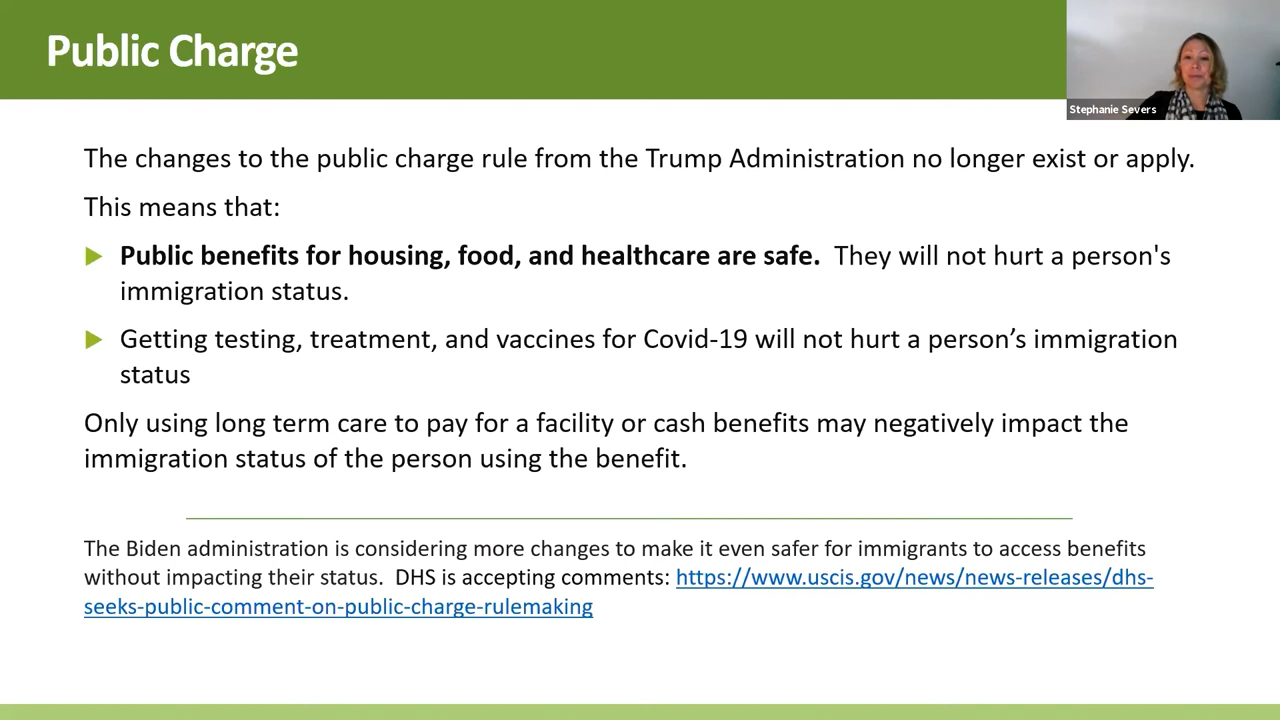 Public Charge
Stephanie Severs
The changes to the public charge rule from the Trump Administration no longer exist or apply.
This means that:
Public benefits for housing, food, and healthcare are safe.  They will not hurt a person's
immigration status.
Getting testing, treatment, and vaccines for Covid-19 will not hurt a person’s immigration
status
Only using long term care to pay for a facility or cash benefits may negatively impact the
immigration status of the person using the benefit.
The Biden administration is considering more changes to make it even safer for immigrants to access benefits
without impacting their status.  DHS is accepting comments: https://www.uscis.gov/news/news-releases/dhs-
seeks-public-comment-on-public-charge-rulemaking